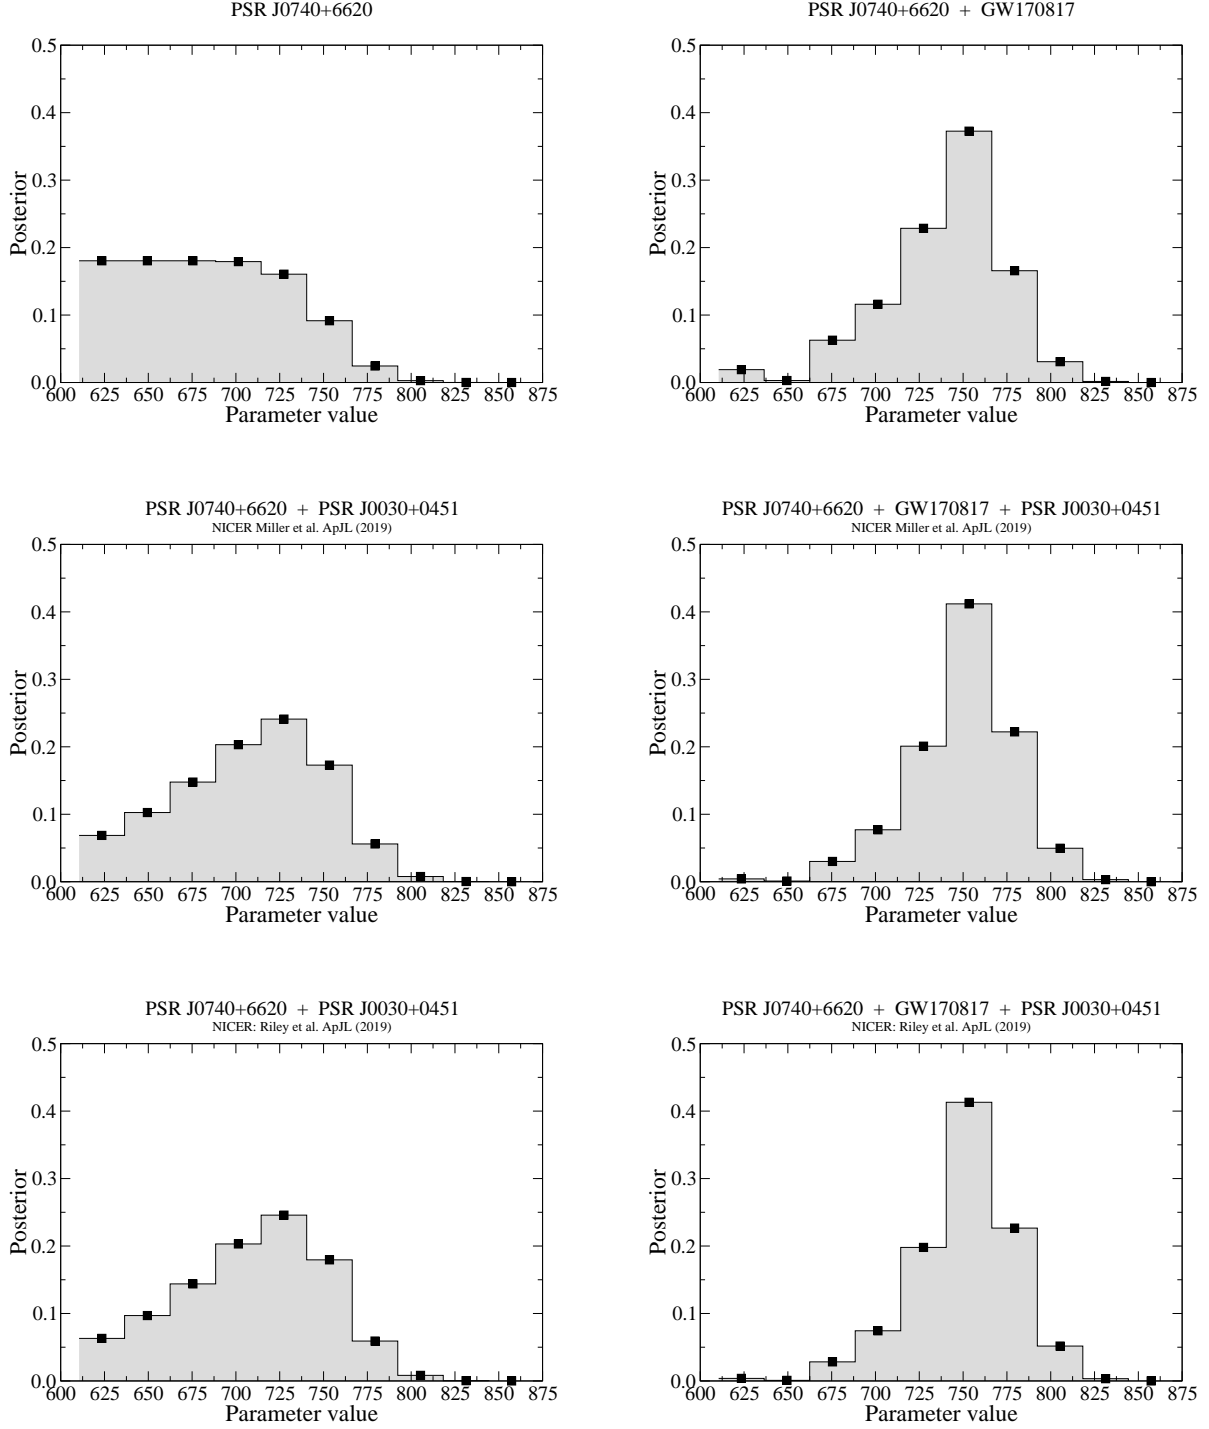 PSR J0740+6620
0.5
0.4
0.3
0.2
0.1
0.0
Posterior
600 625 650 675 700 725 750 775 800 825 850 875
Parameter value
PSR J0740+6620 + GW170817
0.5
0.4
0.3
0.2
0.1
0.0
Posterior
600 625 650 675 700 725 750 775 800 825 850 875
Parameter value
PSR J0740+6620 + PSR J0030+0451
NICER Miller et al. ApJL (2019)
0.5
0.4
0.3
0.2
0.1
0.0
Posterior
600 625 650 675 700 725 750 775 800 825 850 875
Parameter value
PSR J0740+6620 + GW170817 + PSR J0030+0451
NICER Miller et al. ApJL (2019)
0.5
0.4
0.3
0.2
0.1
0.0
Posterior
600 625 650 675 700 725 750 775 800 825 850 875
Parameter value
PSR J0740+6620 + PSR J0030+0451
NICER: Riley et al. ApJL (2019)
0.5
0.4
0.3
0.2
0.1
0.0
Posterior
600 625 650 675 700 725 750 775 800 825 850 875
Parameter value
PSR J0740+6620 + GW170817 + PSR J0030+0451
NICER: Riley et al. ApJL (2019)
0.5
0.4
0.3
0.2
0.1
0.0
Posterior
600 625 650 675 700 725 750 775 800 825 850 875
Parameter value